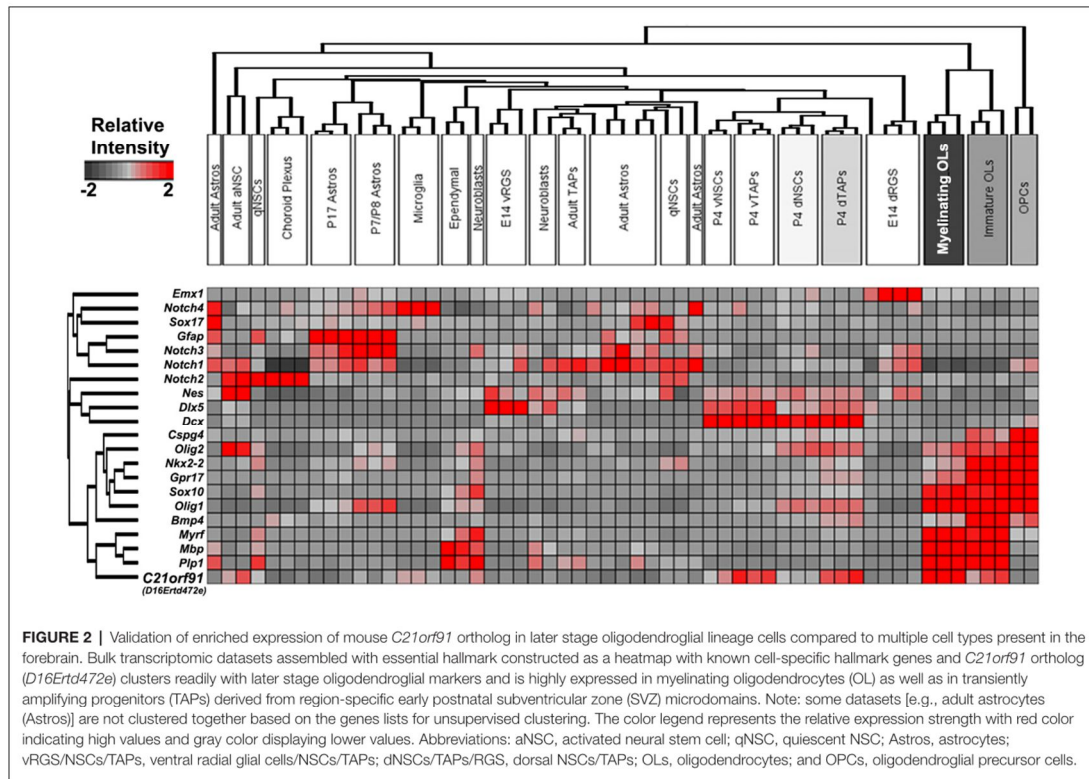 Relative
Intensity
-2 2
Adult Astros
Adult aNSC
qNSCs
Choroid Plexus
P17 Astros
P7/P8 Astros
Microglia
Ependymal
Neuroblasts
E14 vRGS
Neuroblasts
Adult TAPs
Adult Astros
qNSCs
Adult Astros
P4 vNSCs
P4 vTAPs
P4 dNSCs
P4 dTAPs
E14 dRGS
Myelinating OLs
Immature OLs
OPCs
Emx1
Notch4
Sox17
Gfap
Notch3
Notch1
Notch2
Nes
Dlx5
Dcx
Cspg4
Olig2
Nkx2-2
Gpr17
Sox10
Olig1
Bmp4
Myrf
Mbp
Plp1
C21orf91
(D16Ertd472e)
FIGURE 2 | Validation of enriched expression of mouse C21orf91 ortholog in later stage oligodendroglial lineage cells compared to multiple cell types present in the
forebrain. Bulk transcriptomic datasets assembled with essential hallmark constructed as a heatmap with known cell-specific hallmark genes and C21orf91 ortholog
(D16Ertd472e) clusters readily with later stage oligodendroglial markers and is highly expressed in myelinating oligodendrocytes (OL) as well as in transiently
amplifying progenitors (TAPs) derived from region-specific early postnatal subventricular zone (SVZ) microdomains. Note: some datasets [e.g., adult astrocytes
(Astros)] are not clustered together based on the genes lists for unsupervised clustering. The color legend represents the relative expression strength with red color
indicating high values and gray color displaying lower values. Abbreviations: aNSC, activated neural stem cell; qNSC, quiescent NSC; Astros, astrocytes;
vRGS/NSCs/TAPs, ventral radial glial cells/NSCs/TAPs; dNSCs/TAPs/RGS, dorsal NSCs/TAPs; OLs, oligodendrocytes; and OPCs, oligodendroglial precursor cells.